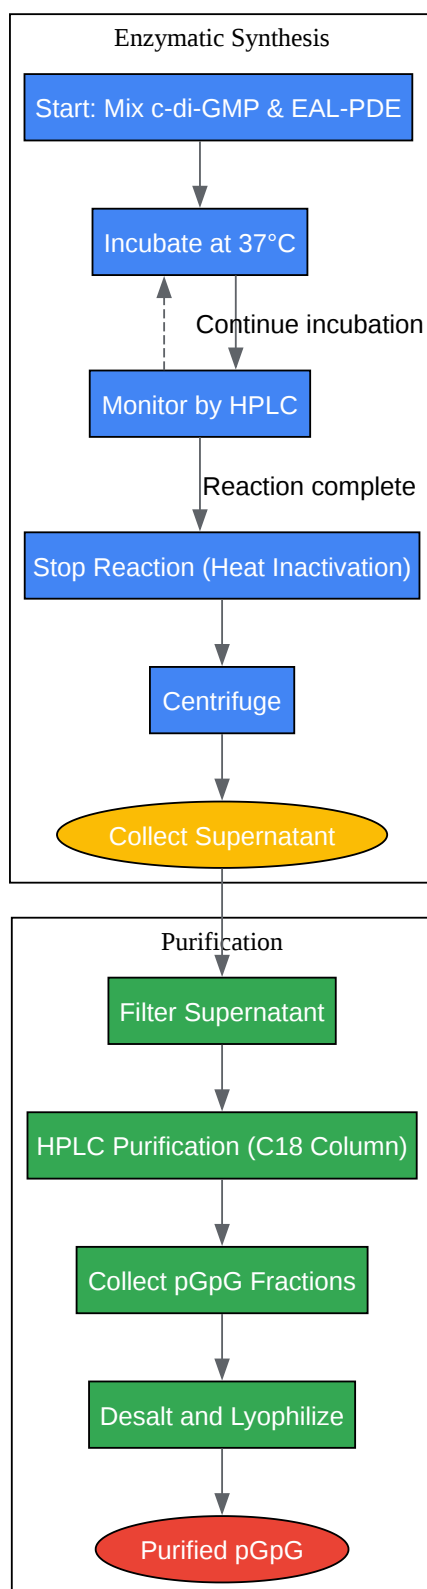 Enzymatic Synthesis
Start: Mix c-di-GMP & EAL-PDE
Incubate at 37°C
Continue incubation
Monitor by HPLC
Reaction complete
Stop Reaction (Heat Inactivation)
Centrifuge
Collect Supernatant
Purification
Filter Supernatant
HPLC Purification (C18 Column)
Collect pGpG Fractions
Desalt and Lyophilize
Purified pGpG